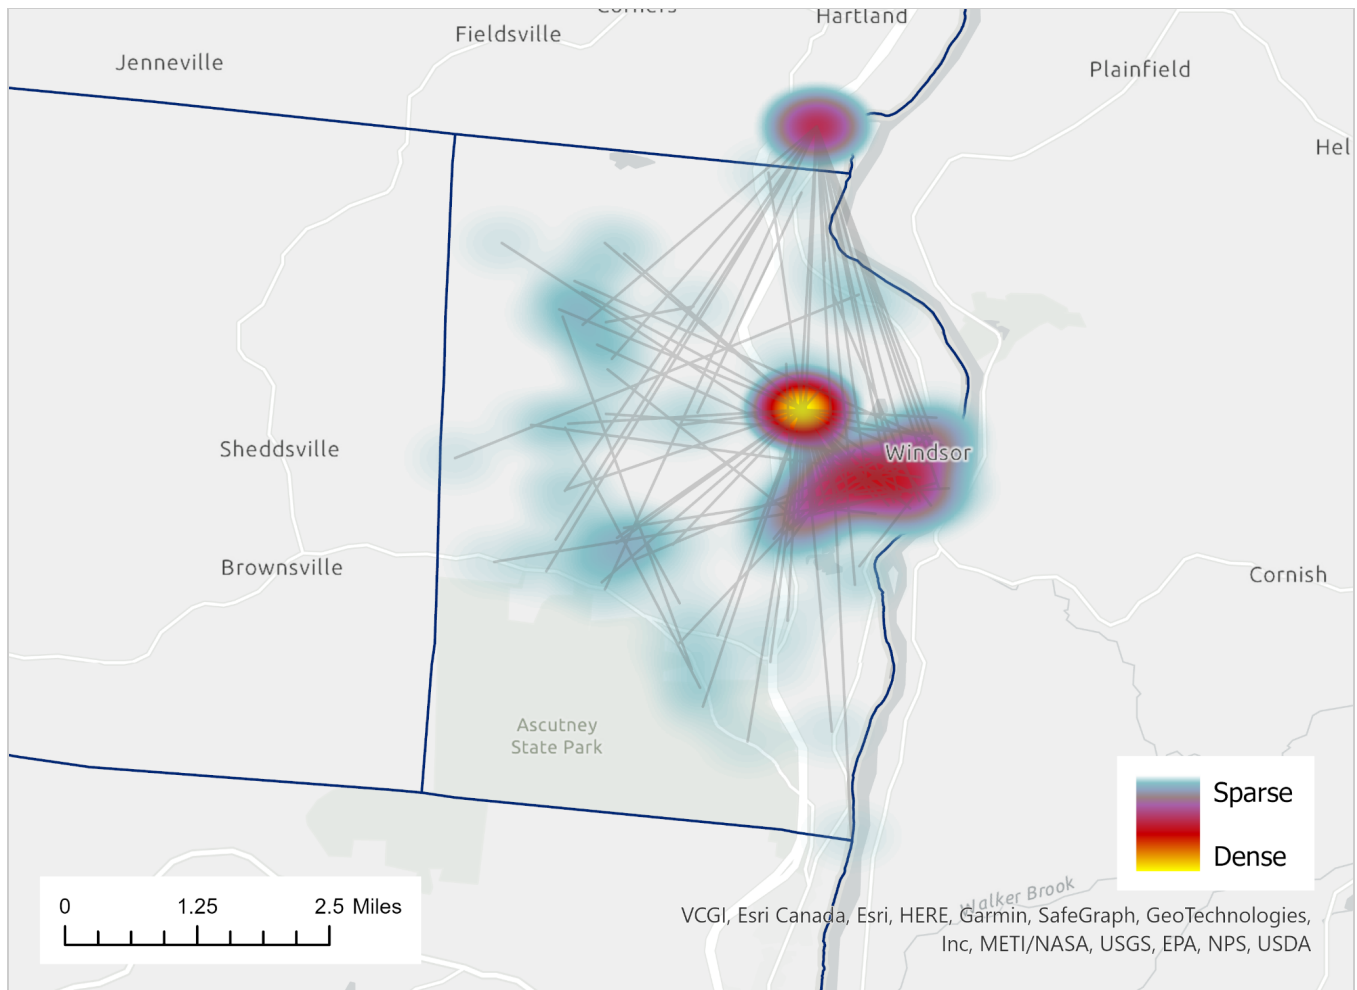 Corners
Hartland
Fieldsville
Jenneville
Plainfield
Hel
Sheddsville
Windsor
Brownsville
Cornish
Ascutney
State Park
Sparse
Dense
0 1.25 2.5 Miles
Walker Brook
VCGI, Esri Canada, Esri, HERE, Garmin, SafeGraph, GeoTechnologies,
Inc, METI/NASA, USGS, EPA, NPS, USDA